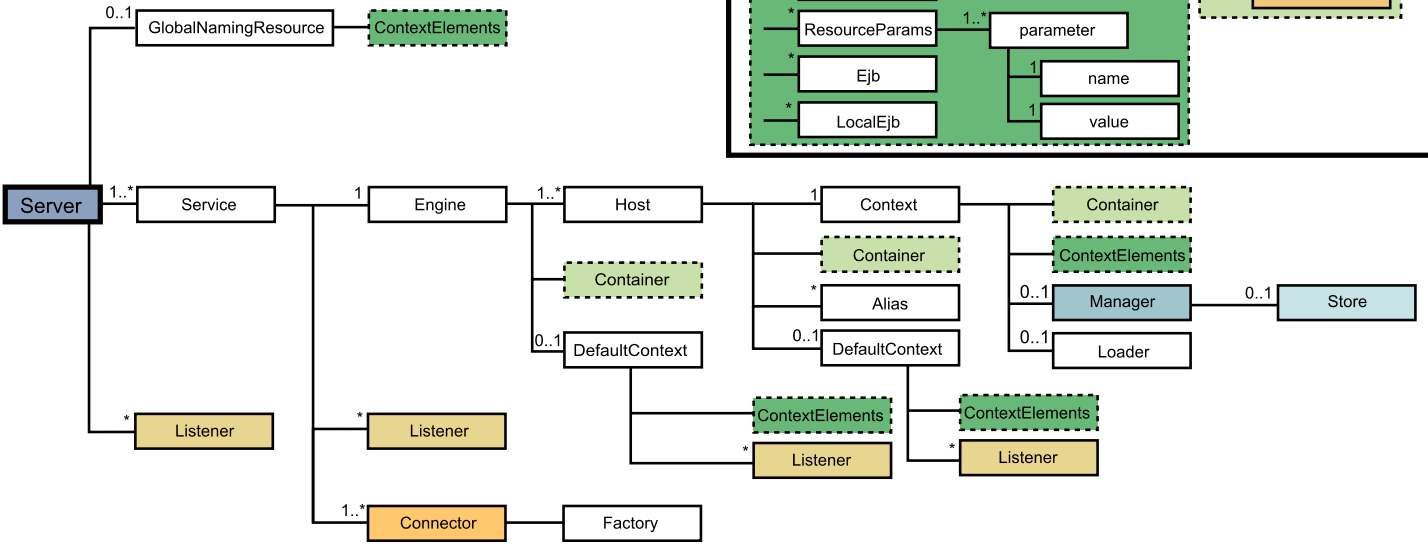 0..1
GlobalNamingResource
ContextElements
*
ResourceParams
1..*
parameter
*
Ejb
1
name
*
LocalEjb
1
value
Server
1..*
Service
1
Engine
1..*
Host
1
Context
Container
Container
ContextElements
Container
*
Alias
0..1
Manager
0..1
Store
0..1
DefaultContext
0..1
DefaultContext
0..1
Loader
*
Listener
*
Listener
ContextElements
ContextElements
*
Listener
*
Listener
1..*
Connector
Factory